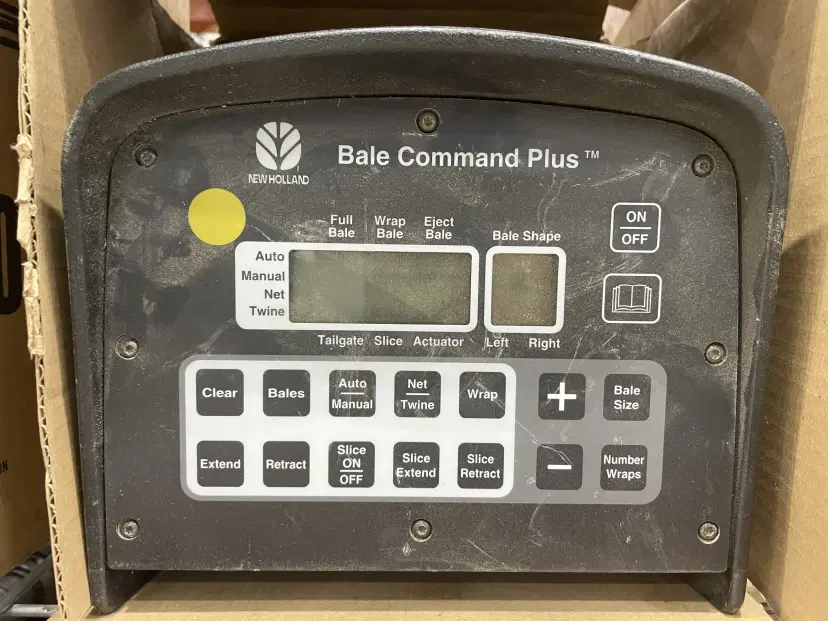 NEW HOLLAND
Bale Command Plus ™
Full
Bale
Wrap
Bale
Eject
Bale
Bale Shape
ON
OFF
Auto
Manual
Net
Twine
Tailgate Slice Actuator
Left Right
Clear
Bales
Auto
Manual
Net
Twine
Wrap
+
Bale
Size
Extend
Retract
Slice
ON
OFF
Slice
Extend
Slice
Retract
−
Number
Wraps